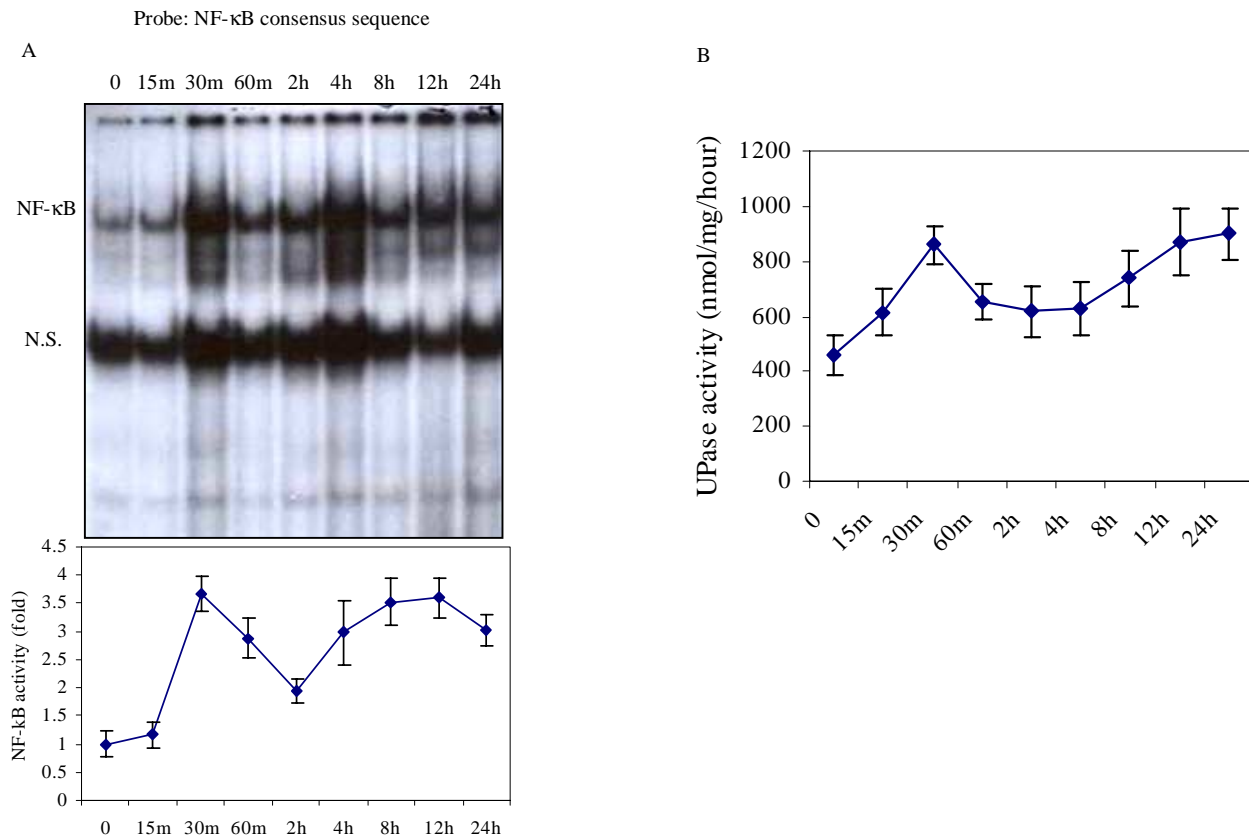 Probe: NF-κB consensus sequence
A
0 15m 30m 60m 2h 4h 8h 12h 24h
NF-κB
N.S.
4.5
4
3.5
3
2.5
2
1.5
1
0.5
0
NF-kB activity (fold)
0 15m 30m 60m 2h 4h 8h 12h 24h
B
1200
1000
800
600
400
200
0
UPase activity (nmol/mg/hour)
0 15m 30m 60m 2h 4h 8h 12h 24h